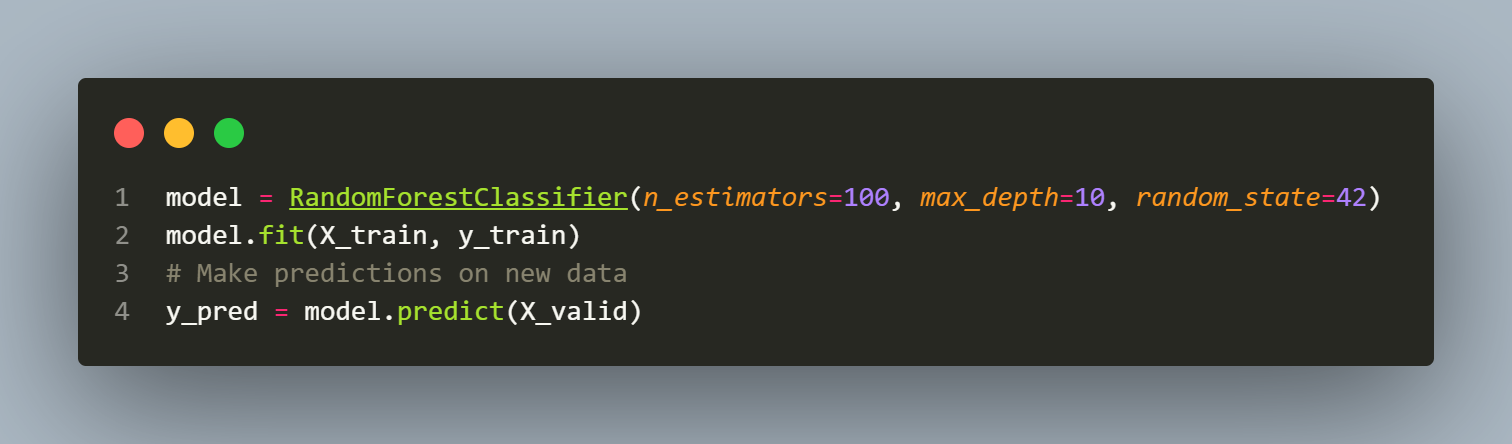 1 model = RandomForestClassifier(n_estimators=100, max_depth=10, random_state=42)
2 model.fit(X_train, y_train)
3 # Make predictions on new data
4 y_pred = model.predict(X_valid)